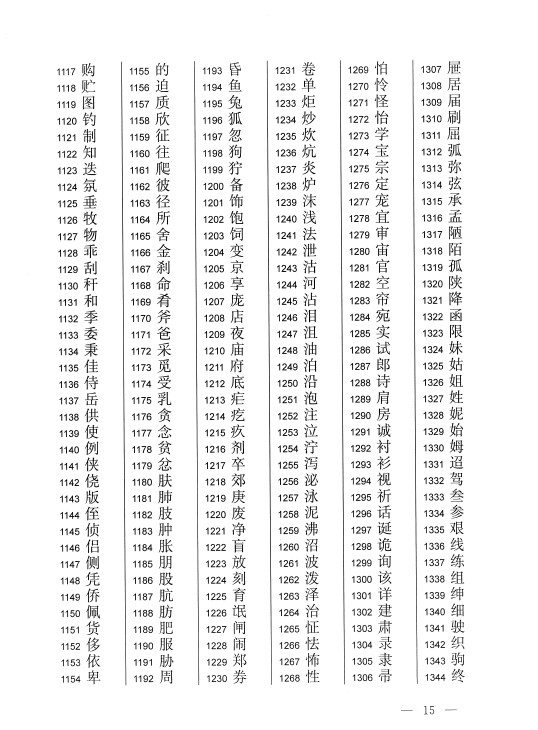 1117 购
1118 贮
1119 图
1120 钓
1121 制
1122 知
1123 迭
1124 氛
1125 垂
1126 牧
1127 物
1128 乖
1129 刮
1130 秆
1131 和
1132 季
1133 委
1134 秉
1135 佳
1136 侍
1137 岳
1138 供
1139 使
1140 例
1141 侠
1142 侥
1143 版
1144 侄
1145 侦
1146 侣
1147 侧
1148 凭
1149 侨
1150 佩
1151 货
1152 侈
1153 依
1154 卑
1155 的
1156 迫
1157 质
1158 欣
1159 征
1160 往
1161 爬
1162 彼
1163 径
1164 所
1165 舍
1166 金
1167 刹
1168 命
1169 肴
1170 斧
1171 爸
1172 采
1173 觅
1174 受
1175 乳
1176 贪
1177 念
1178 贫
1179 忿
1180 肤
1181 肺
1182 肢
1183 肿
1184 胀
1185 朋
1186 股
1187 肮
1188 肪
1189 肥
1190 服
1191 胁
1192 周
1193 昏
1194 鱼
1195 兔
1196 狐
1197 忽
1198 狗
1199 狞
1200 备
1201 饰
1202 饱
1203 饲
1204 变
1205 京
1206 享
1207 庞
1208 店
1209 夜
1210 庙
1211 府
1212 底
1213 疟
1214 疙
1215 疚
1216 剂
1217 卒
1218 郊
1219 庚
1220 废
1221 净
1222 盲
1223 放
1224 刻
1225 育
1226 氓
1227 闸
1228 闹
1229 郑
1230 券
1231 卷
1232 单
1233 炬
1234 炒
1235 炊
1236 炕
1237 炎
1238 炉
1239 沫
1240 浅
1241 法
1242 泄
1243 沽
1244 河
1245 沾
1246 泪
1247 沮
1248 油
1249 泊
1250 沿
1251 泡
1252 注
1253 泣
1254 泞
1255 泻
1256 泌
1257 泳
1258 泥
1259 沸
1260 沼
1261 波
1262 泼
1263 泽
1264 治
1265 怔
1266 怯
1267 怖
1268 性
1269 怕
1270 怜
1271 怪
1272 怡
1273 学
1274 宝
1275 宗
1276 定
1277 宠
1278 宜
1279 审
1280 宙
1281 官
1282 空
1283 帘
1284 宛
1285 实
1286 试
1287 郎
1288 诗
1289 肩
1290 房
1291 诚
1292 衬
1293 衫
1294 视
1295 祈
1296 话
1297 诞
1298 诡
1299 询
1300 该
1301 详
1302 建
1303 肃
1304 录
1305 隶
1306 帚
1307 屉
1308 居
1309 届
1310 刷
1311 屈
1312 弧
1313 弥
1314 弦
1315 承
1316 孟
1317 陋
1318 陌
1319 孤
1320 陕
1321 降
1322 函
1323 限
1324 妹
1325 姑
1326 姐
1327 姓
1328 妮
1329 始
1330 姆
1331 迢
1332 驾
1333 叁
1334 参
1335 艰
1336 线
1337 练
1338 组
1339 绅
1340 细
1341 驶
1342 织
1343 驹
1344 终
— 15 —